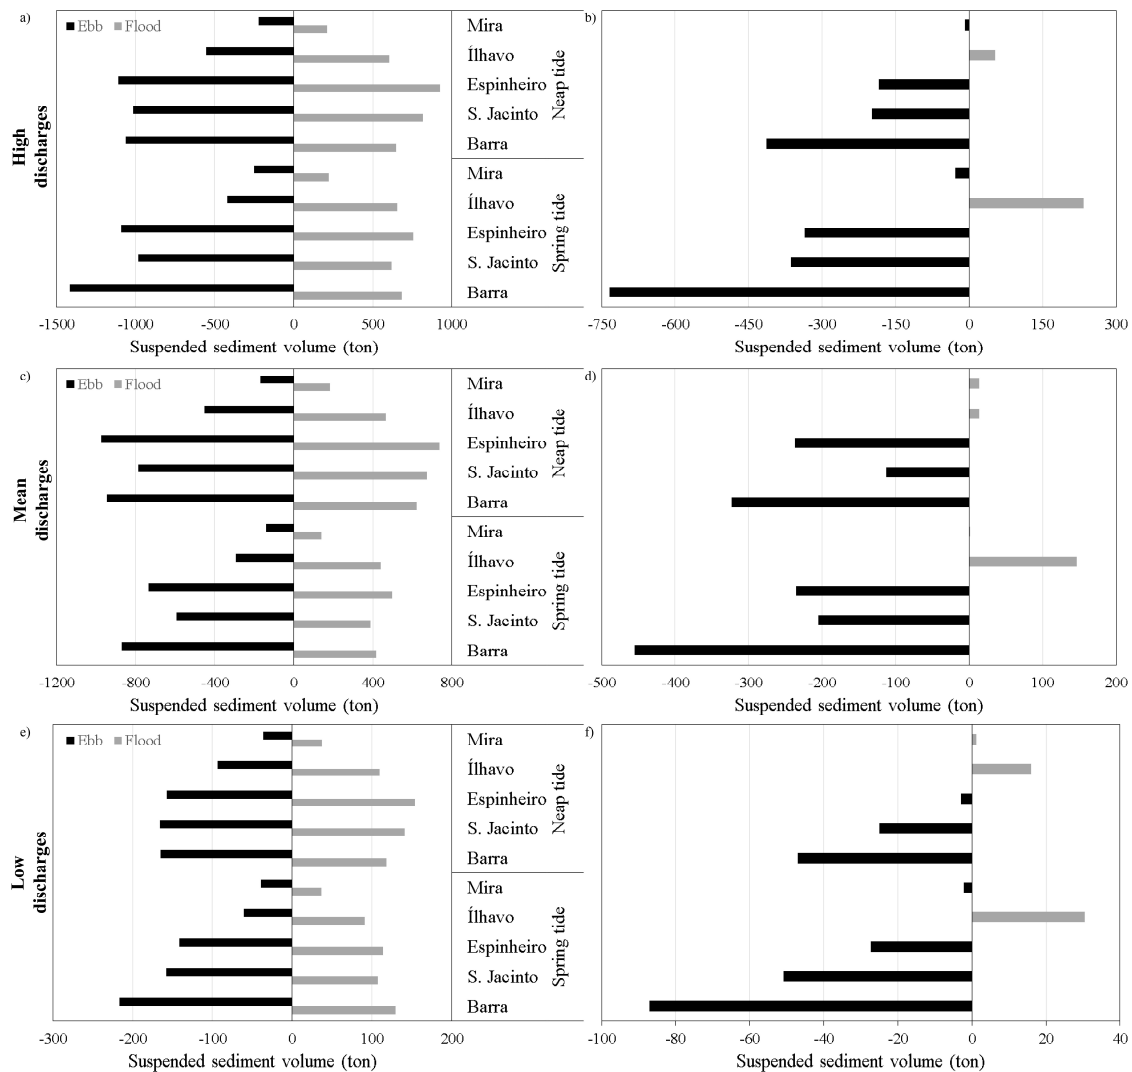 a)
Ebb Flood
High
discharges
Mira
Ílhavo
Espinheiro
S. Jacinto
Barra
Neap tide
Mira
Ílhavo
Espinheiro
S. Jacinto
Barra
Spring tide
-1500 -1000 -500 0 500 1000
Suspended sediment volume (ton)
b)
-750 -600 -450 -300 -150 0 150 300
Suspended sediment volume (ton)
c)
Ebb Flood
Mean
discharges
Mira
Ílhavo
Espinheiro
S. Jacinto
Barra
Neap tide
Mira
Ílhavo
Espinheiro
S. Jacinto
Barra
Spring tide
-1200 -800 -400 0 400 800
Suspended sediment volume (ton)
d)
-500 -400 -300 -200 -100 0 100 200
Suspended sediment volume (ton)
e)
Ebb Flood
Low
discharges
Mira
Ílhavo
Espinheiro
S. Jacinto
Barra
Neap tide
Mira
Ílhavo
Espinheiro
S. Jacinto
Barra
Spring tide
-300 -200 -100 0 100 200
Suspended sediment volume (ton)
f)
-100 -80 -60 -40 -20 0 20 40
Suspended sediment volume (ton)